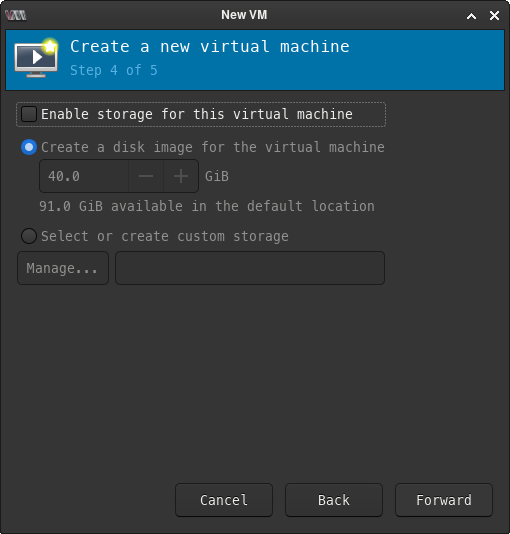 New VM
Create a new virtual machine
Step 4 of 5
Enable storage for this virtual machine
Create a disk image for the virtual machine
40.0 GiB
91.0 GiB available in the default location
Select or create custom storage
Manage...
Cancel Back Forward